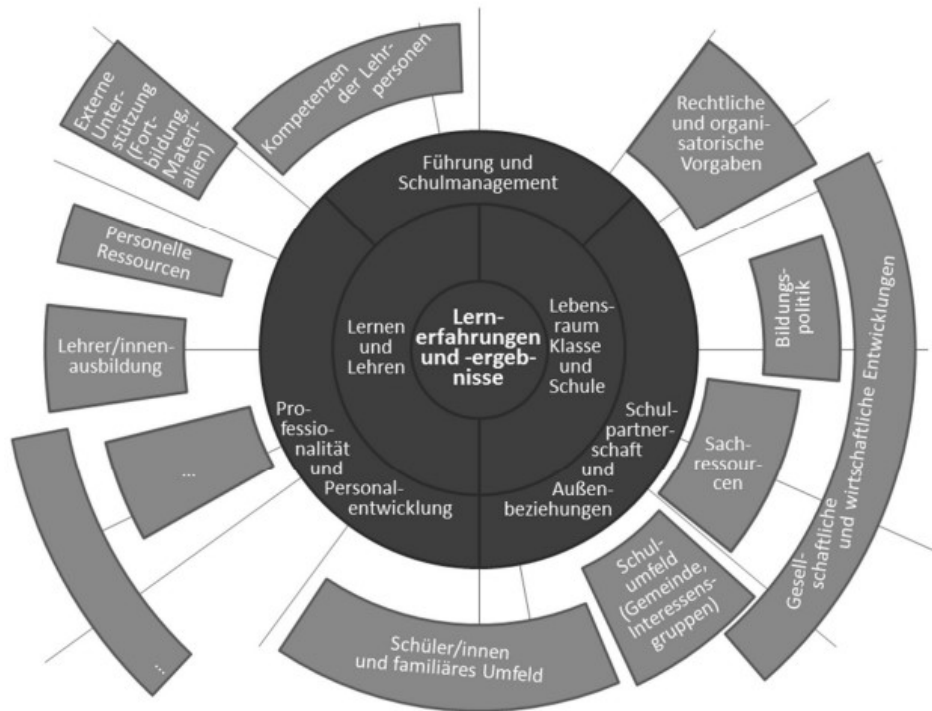 Externe
Unter-
stützung
(Fort-
bildung,
Materi-
alien)
Kompetenzen
der Lehr-
personen
Rechtliche
und organi-
satorische
Vorgaben
Führung und
Schulmanagement
Personelle
Ressourcen
Bildungs-
politik
Gesell-
schaftliche
und wirtschaftliche Entwicklungen
Lehrer/innen-
ausbildung
Lernen
und
Lehren
Lern-
erfahrungen
und -ergeb-
nisse
Lebens-
raum
Klasse
und
Schule
Pro-
fessio-
nalität
und
Personal-
entwicklung
Schul-
partner-
schaft
und
Außen-
beziehungen
Sach-
ressour-
cen
...
...
Schul-
umfeld
(Gemeinde,
Interessens-
gruppen)
Schüler/innen
und familiäres Umfeld